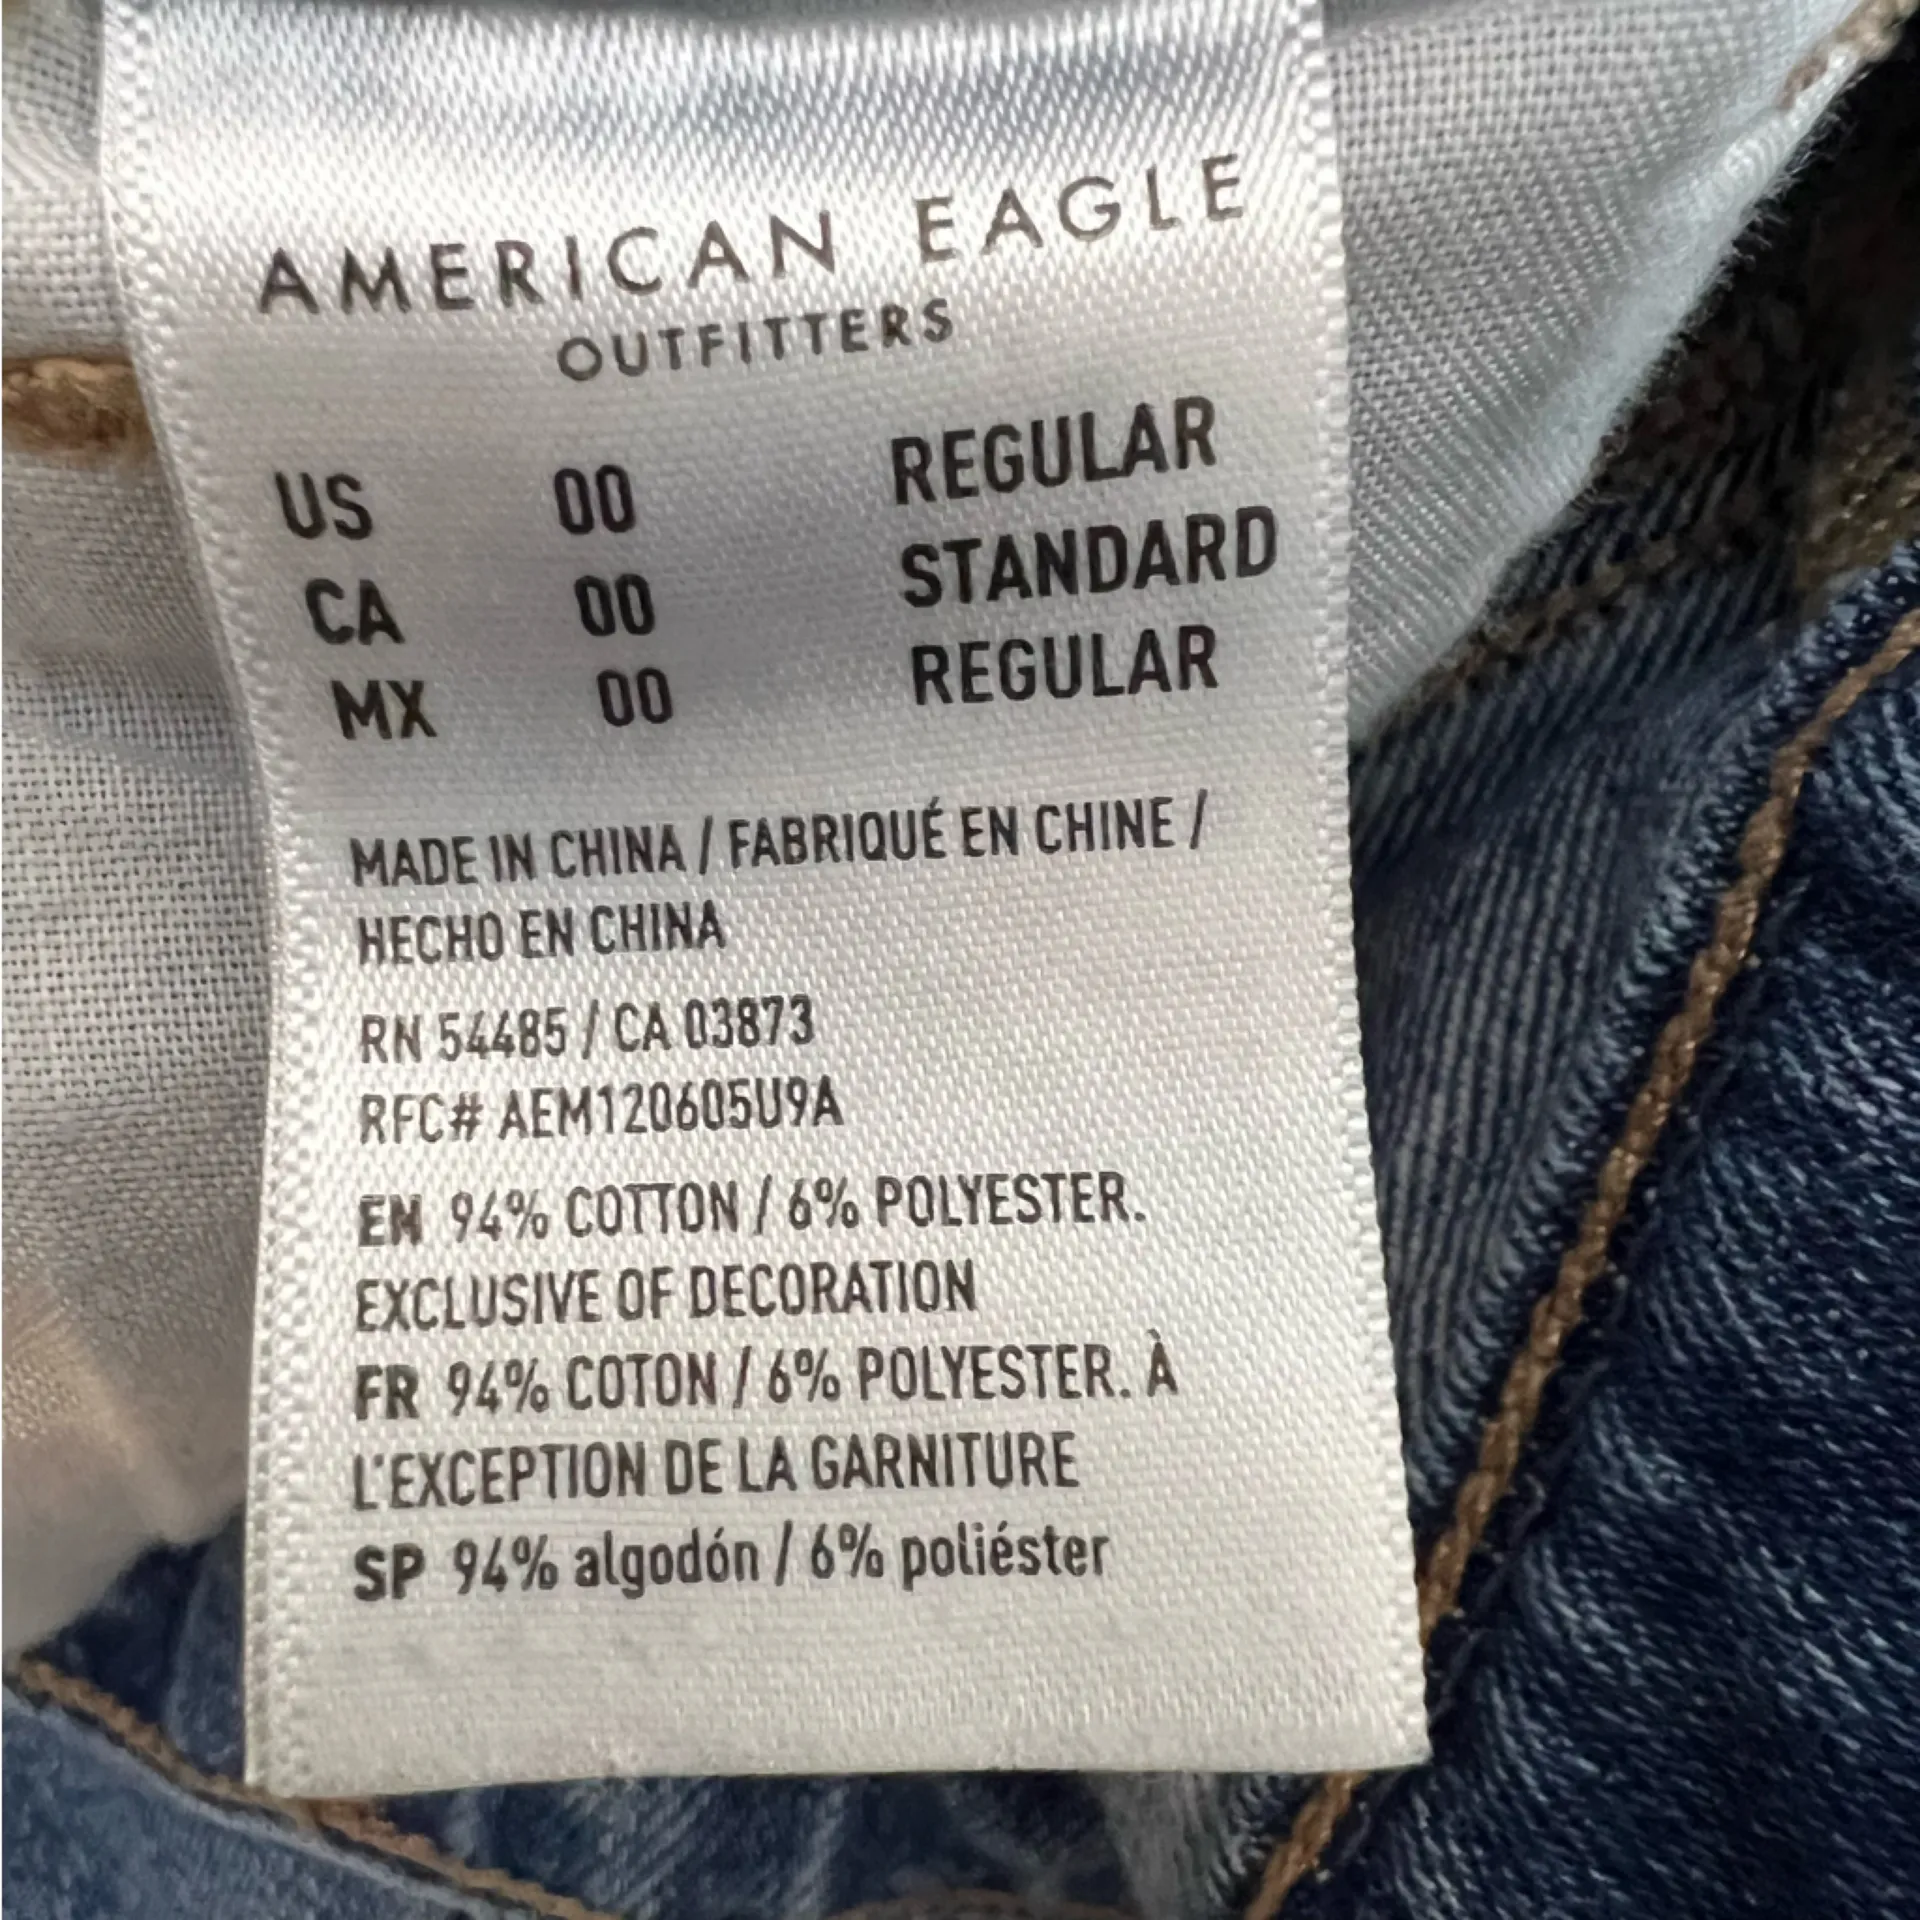 AMERICAN EAGLE
OUTFITTERS
US 00 REGULAR
CA 00 STANDARD
MX 00 REGULAR
MADE IN CHINA / FABRIQUÉ EN CHINE /
HECHO EN CHINA
RN 54485 / CA 03873
RFC# AEM120605U9A
EN 94% COTTON / 6% POLYESTER.
EXCLUSIVE OF DECORATION
FR 94% COTON / 6% POLYESTER. À
L'EXCEPTION DE LA GARNITURE
SP 94% algodón / 6% poliéster